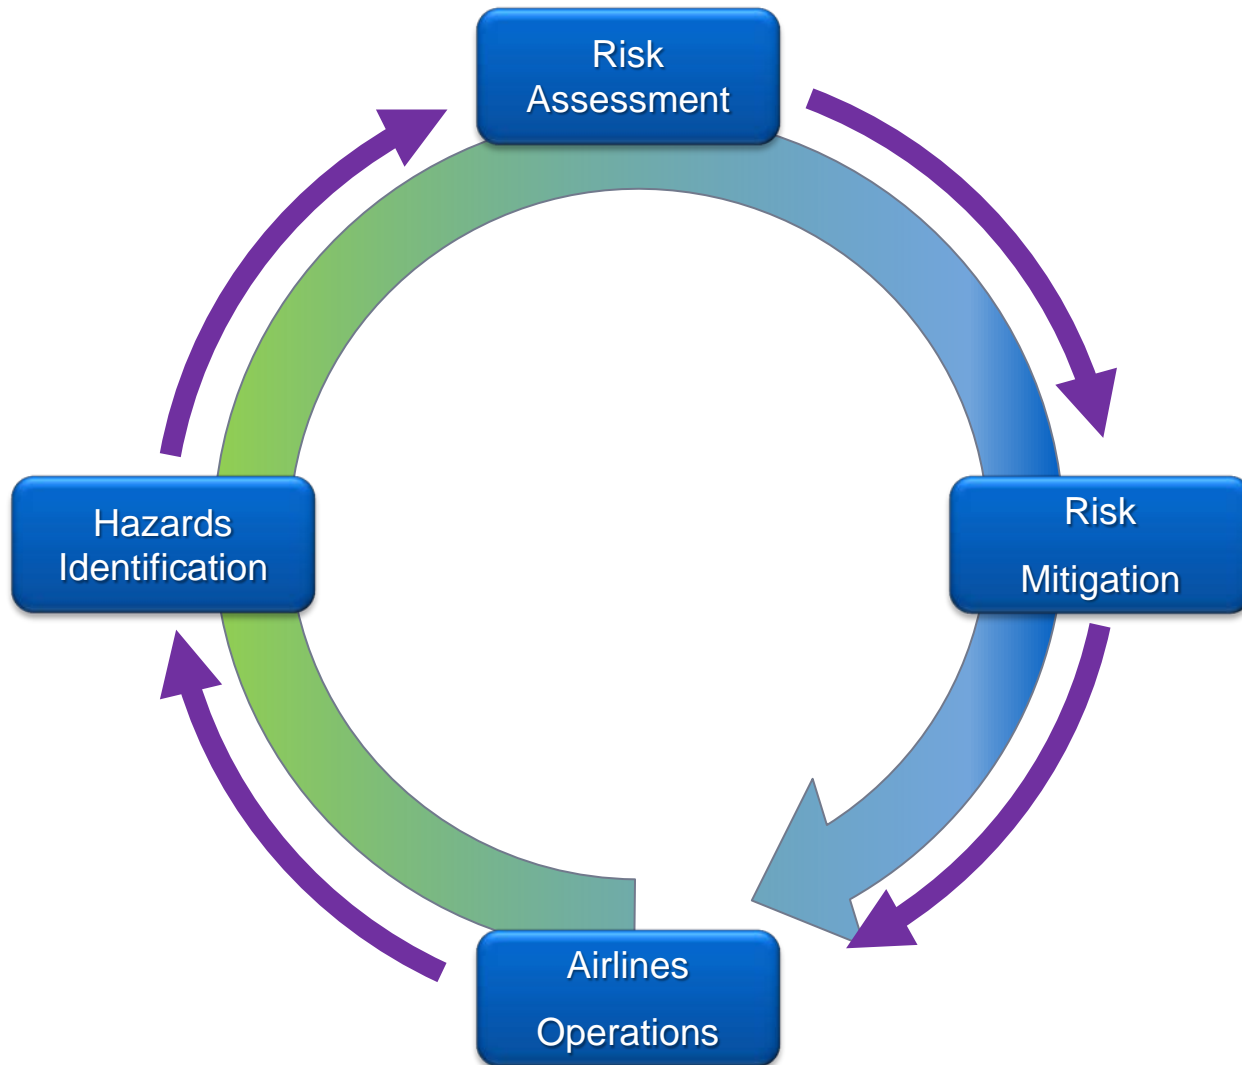 Risk
Assessment
Hazards
Identification
Risk
Mitigation
Airlines
Operations